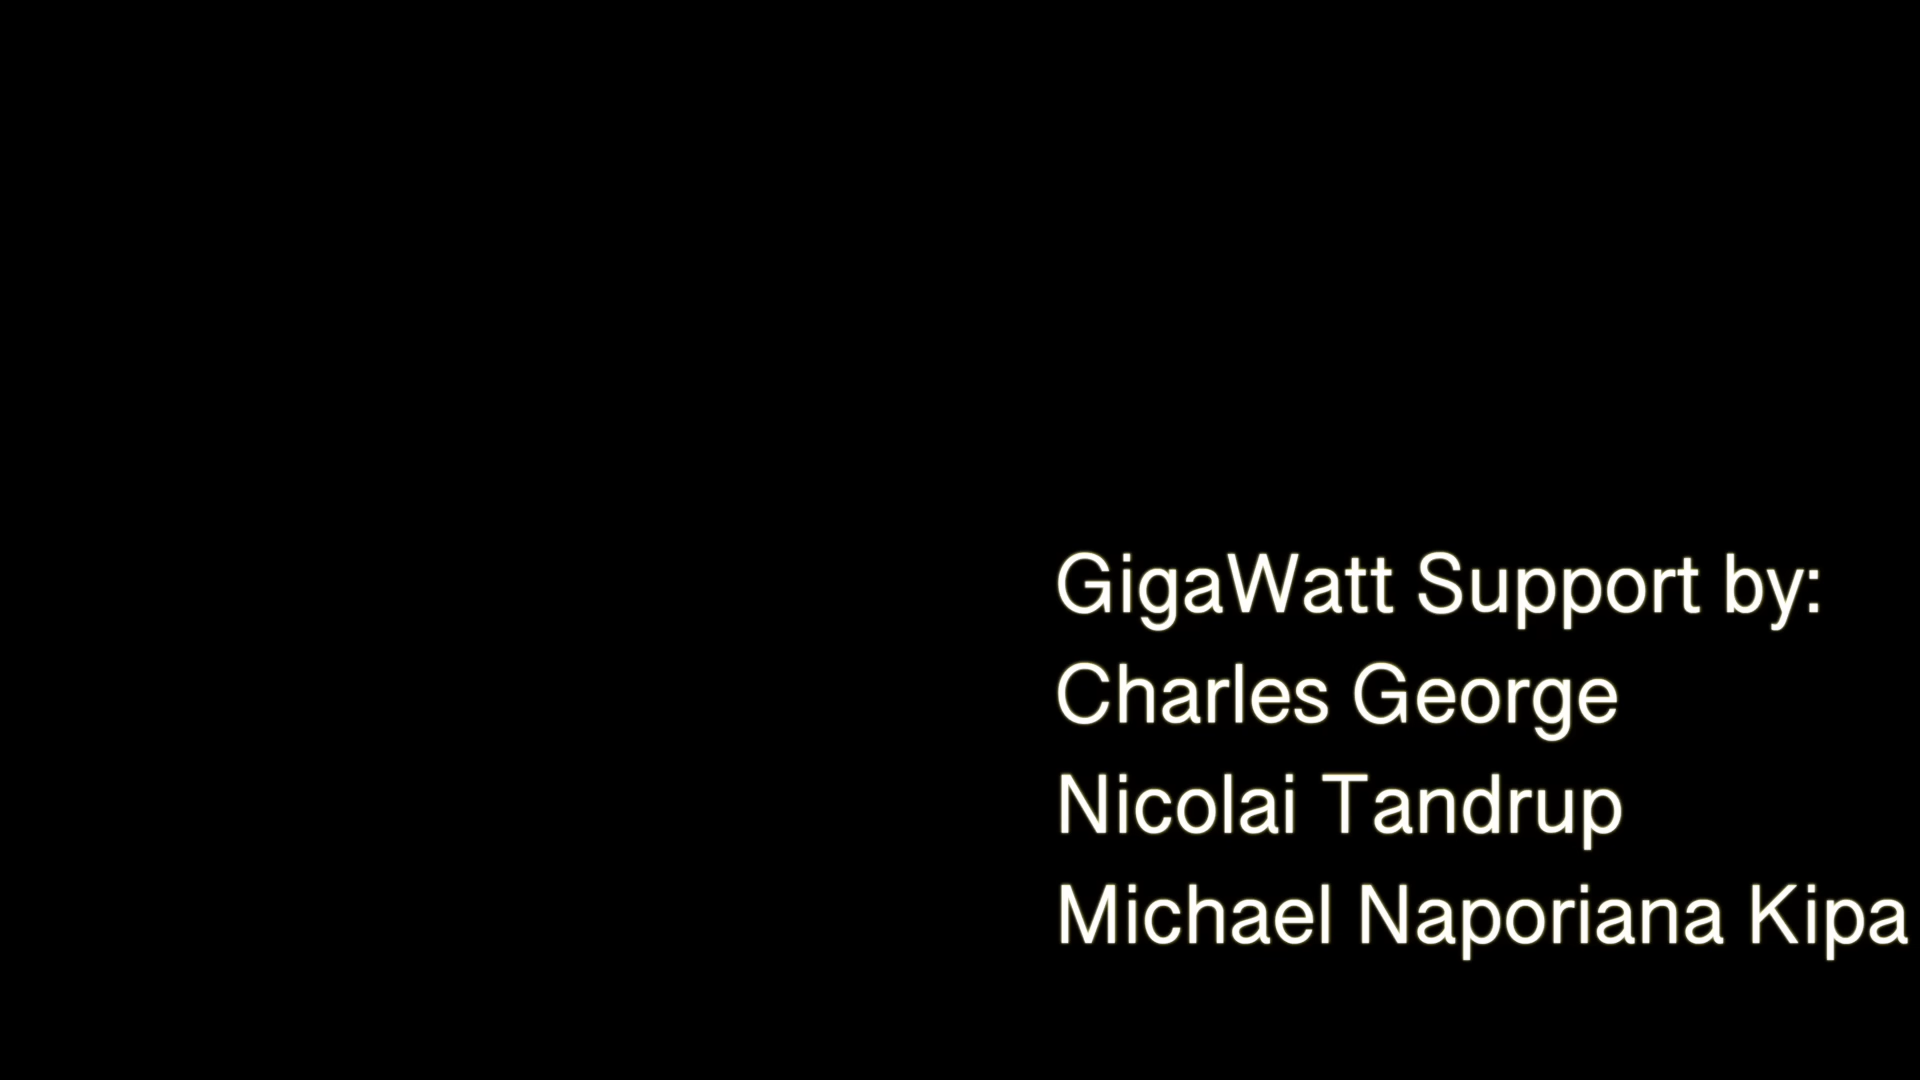 GigaWatt Support by:
Charles George
Nicolai Tandrup
Michael Naporiana Kipa